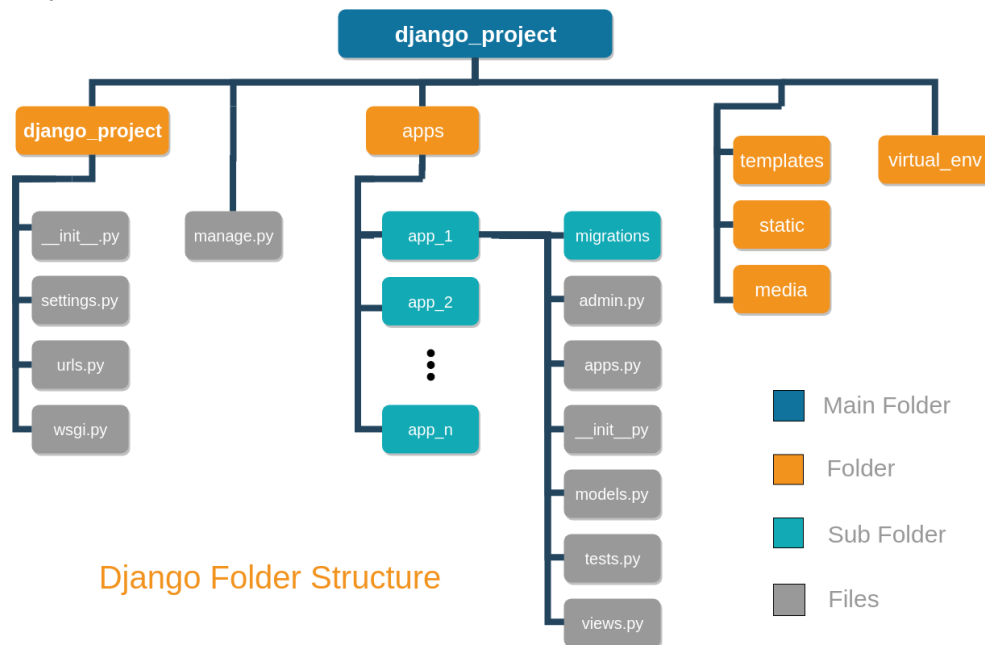 django_project
django_project
apps
templates
virtual_env
static
media
__init__.py
manage.py
app_1
migrations
settings.py
app_2
admin.py
urls.py
apps.py
wsgi.py
app_n
__init__py
models.py
tests.py
views.py
Main Folder
Folder
Sub Folder
Files
Django Folder Structure